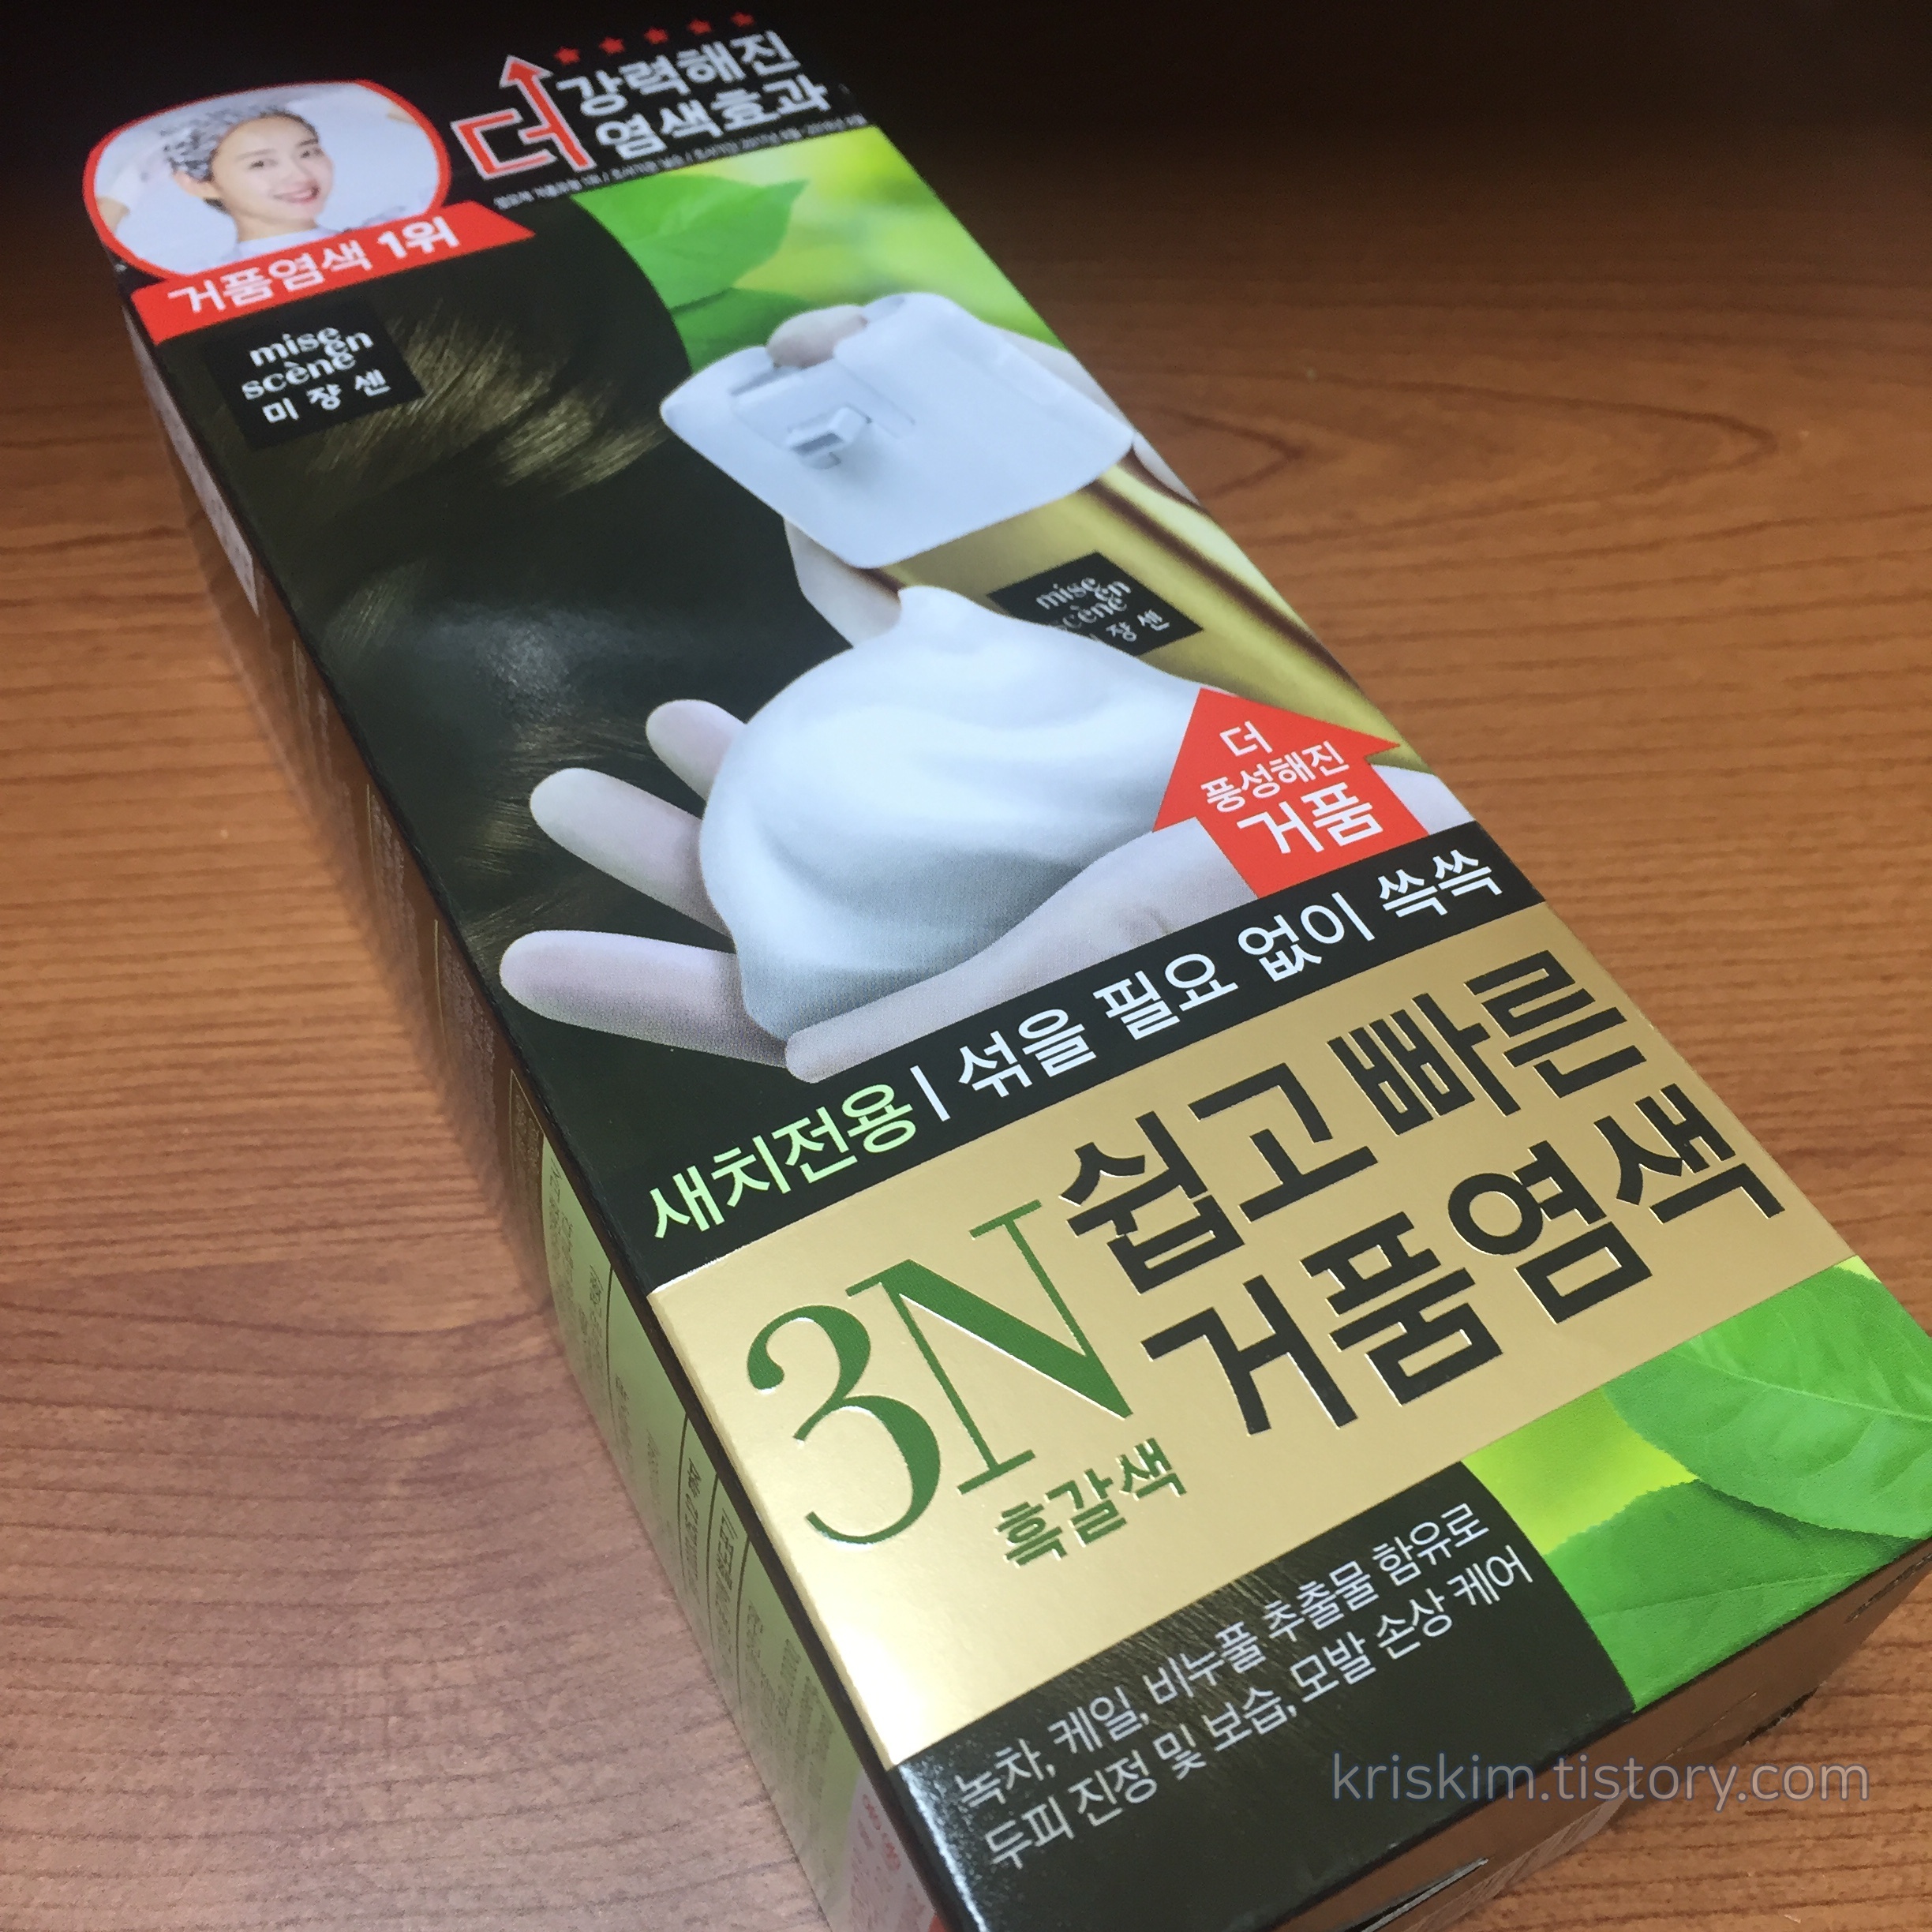 더 강력해진
염색효과
거품염색 1위
mise
en
scène
미쟝센
mise
en
scène
쟝센
더
풍성해진
거품
새치전용 | 섞을 필요 없이 쓱쓱
3N 쉽고 빠른
거품염색
흑갈색
녹차, 케일, 비누풀 추출물 함유로
두피 진정 및 보습, 모발 손상 케어
kriskim.tistory.com